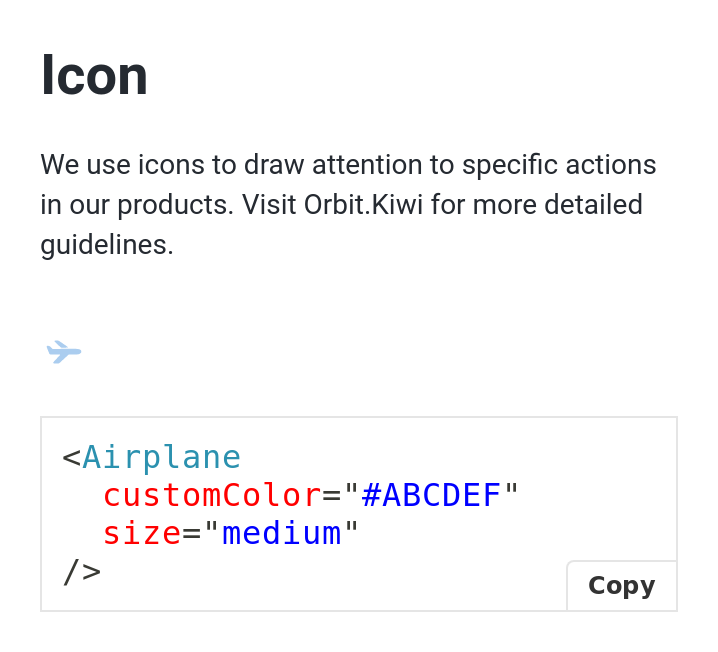 Icon
We use icons to draw attention to specific actions
in our products. Visit Orbit.Kiwi for more detailed
guidelines.
<Airplane
  customColor="#ABCDEF"
  size="medium"
/>
Copy